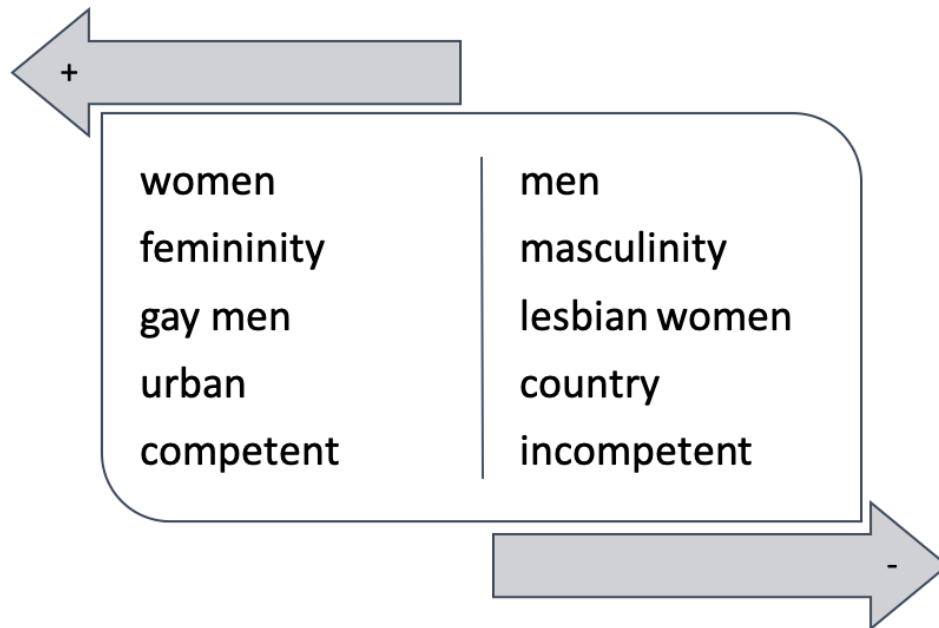 +
women
femininity
gay men
urban
competent
men
masculinity
lesbian women
country
incompetent
-